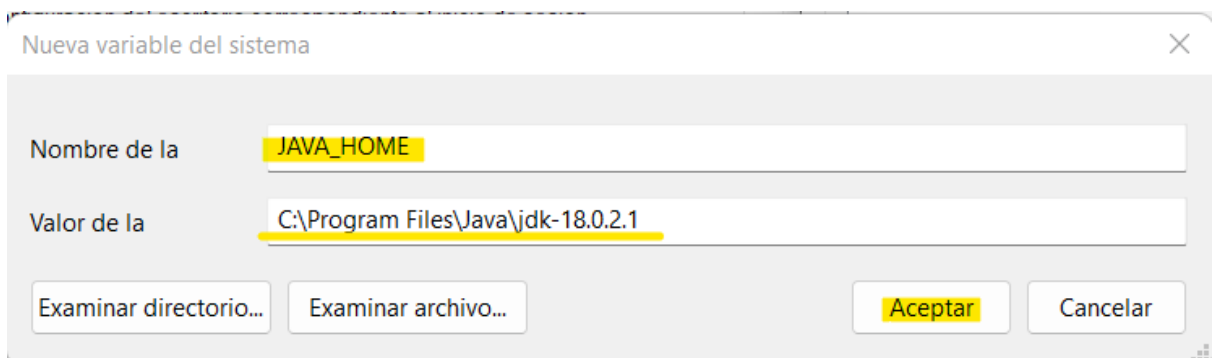 Nueva variable del sistema
Nombre de la JAVA_HOME
Valor de la C:\Program Files\Java\jdk-18.0.2.1
Examinar directorio... Examinar archivo... Aceptar Cancelar